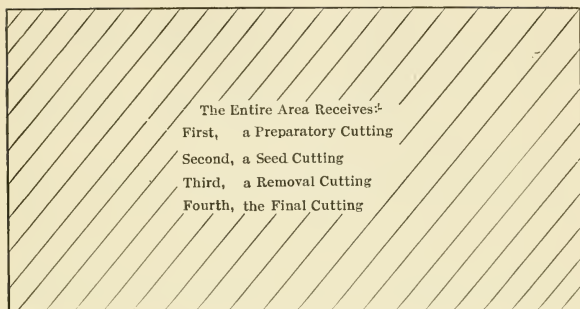 The Entire Area Receives:-
First, a Preparatory Cutting
Second, a Seed Cutting
Third, a Removal Cutting
Fourth, the Final Cutting